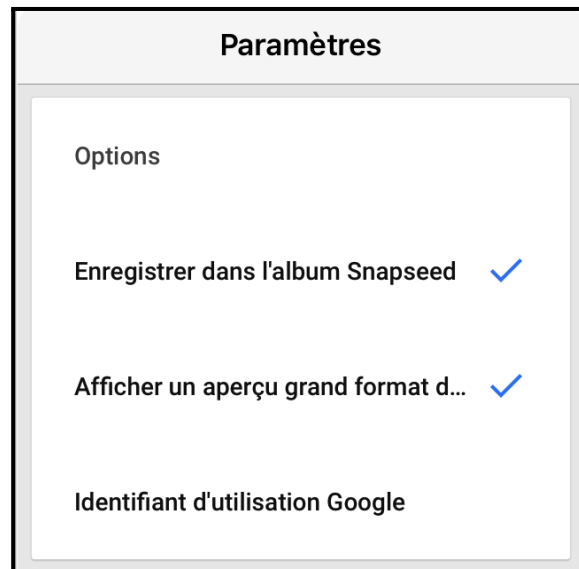 Paramètres
Options
Enregistrer dans l'album Snapseed
Afficher un aperçu grand format d...
Identifiant d'utilisation Google